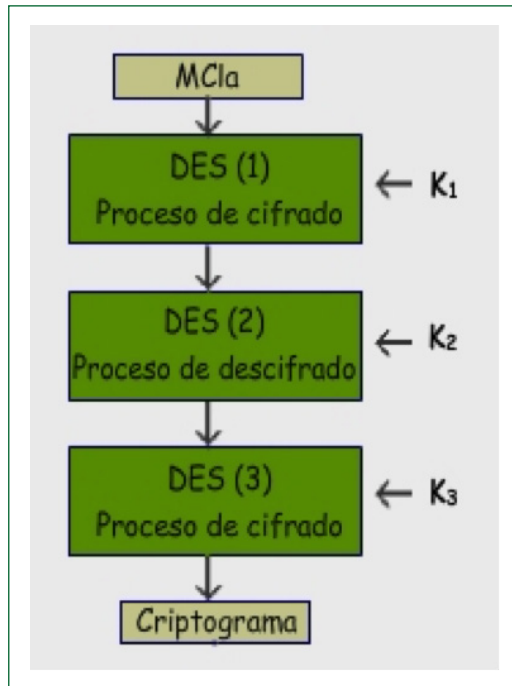 MCla
DES (1)
Proceso de cifrado
← K₁
DES (2)
Proceso de descifrado
← K₂
DES (3)
Proceso de cifrado
← K₃
Criptograma